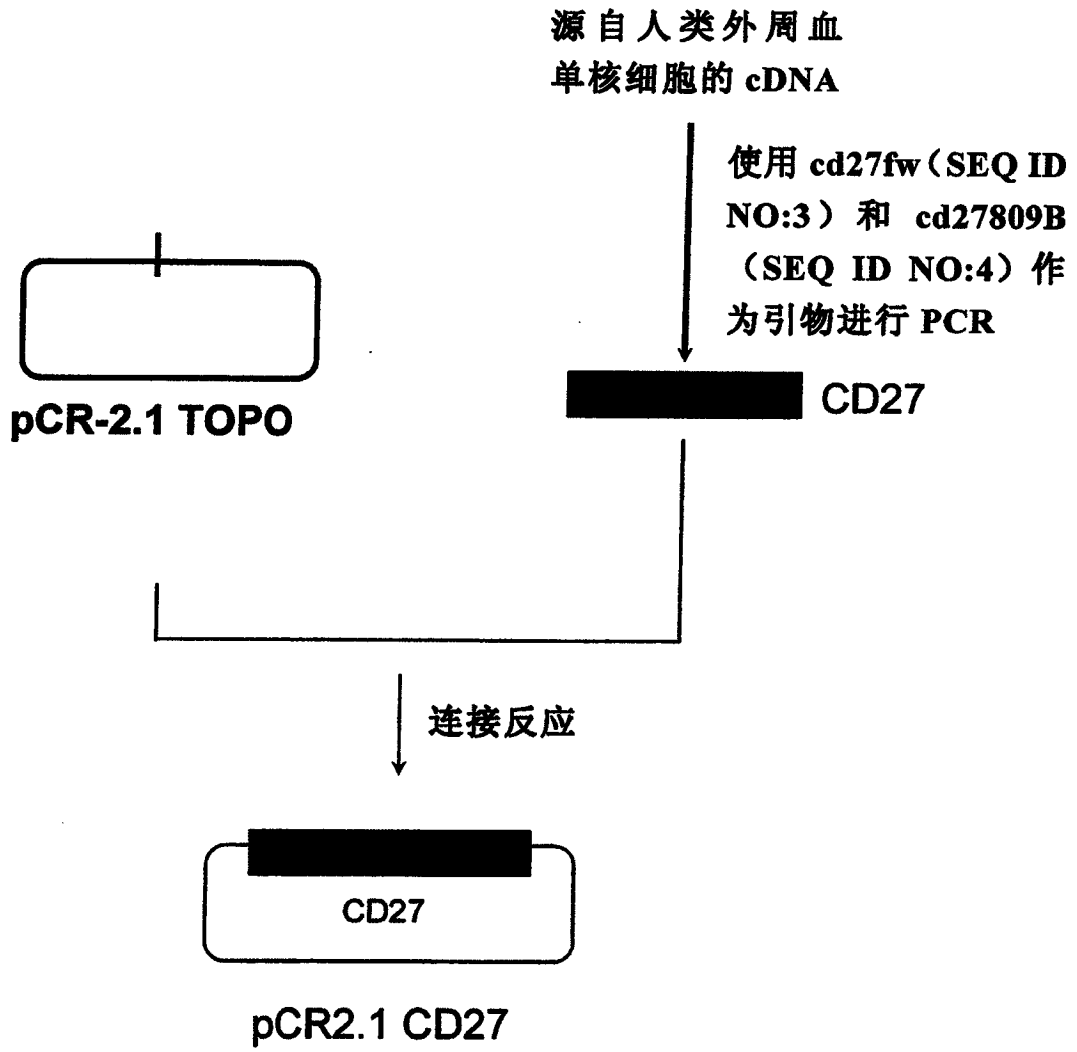 源自人类外周血
单核细胞的 cDNA
使用 cd27fw（SEQ ID
NO:3）和 cd27809B
（SEQ ID NO:4）作
为引物进行 PCR
pCR-2.1 TOPO
CD27
连接反应
CD27
pCR2.1 CD27